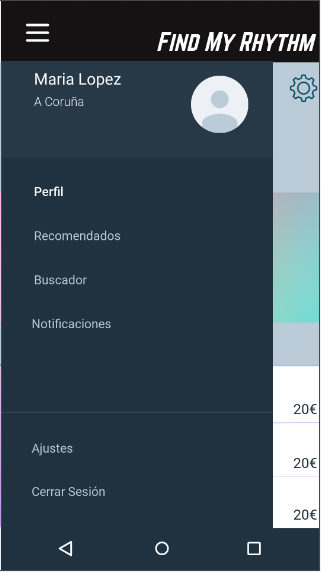 FIND MY RHYTHM
Maria Lopez
A Coruña
Perfil
Recomendados
Buscador
Notificaciones
20€
Ajustes
20€
Cerrar Sesión
20€